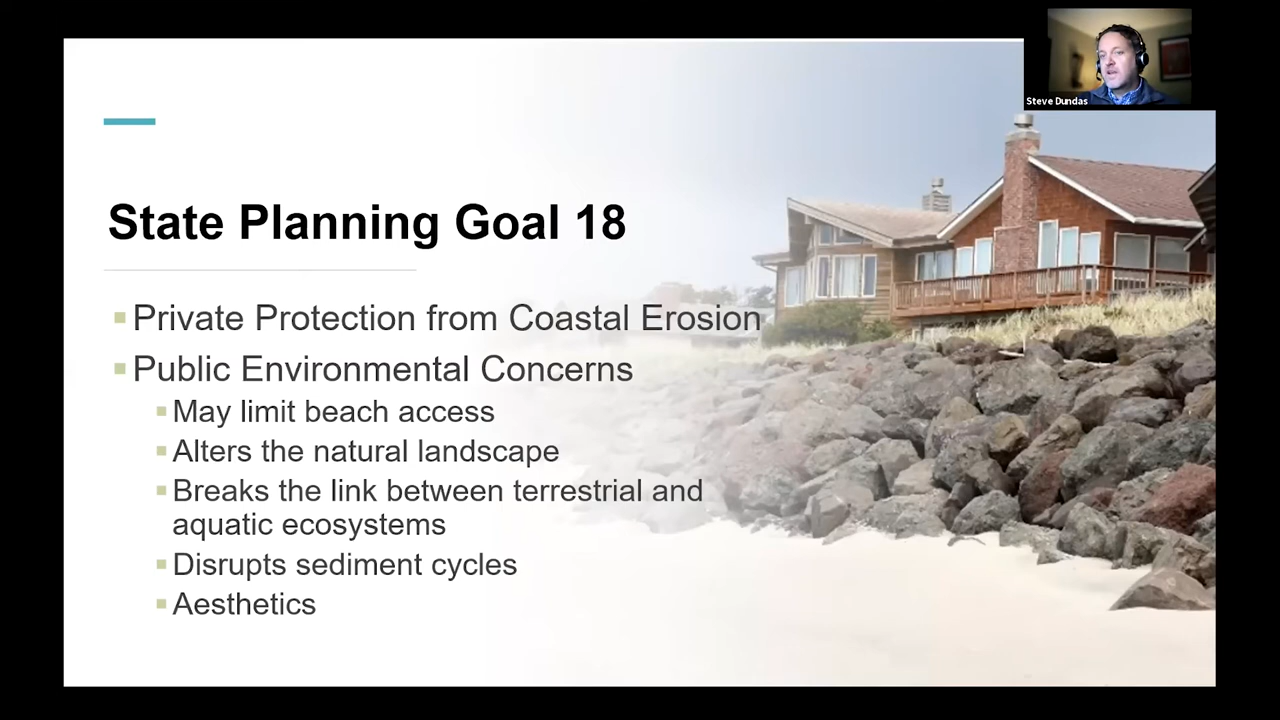 Steve Dundas
State Planning Goal 18
Private Protection from Coastal Erosion
Public Environmental Concerns
May limit beach access
Alters the natural landscape
Breaks the link between terrestrial and
aquatic ecosystems
Disrupts sediment cycles
Aesthetics